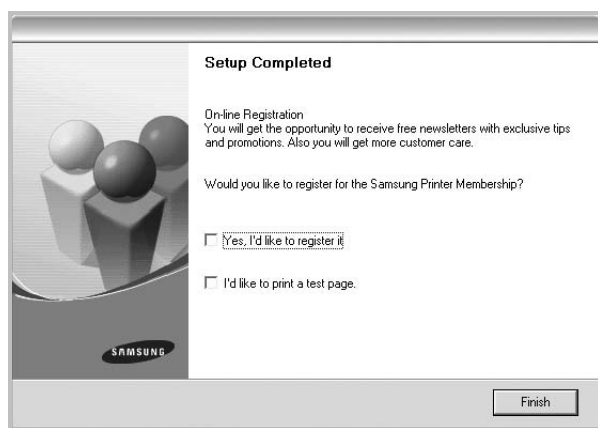 Setup Completed
On-line Registration
You will get the opportunity to receive free newsletters with exclusive tips
and promotions. Also you will get more customer care.
Would you like to register for the Samsung Printer Membership?
Yes, I'd like to register it
I'd like to print a test page.
SAMSUNG
Finish